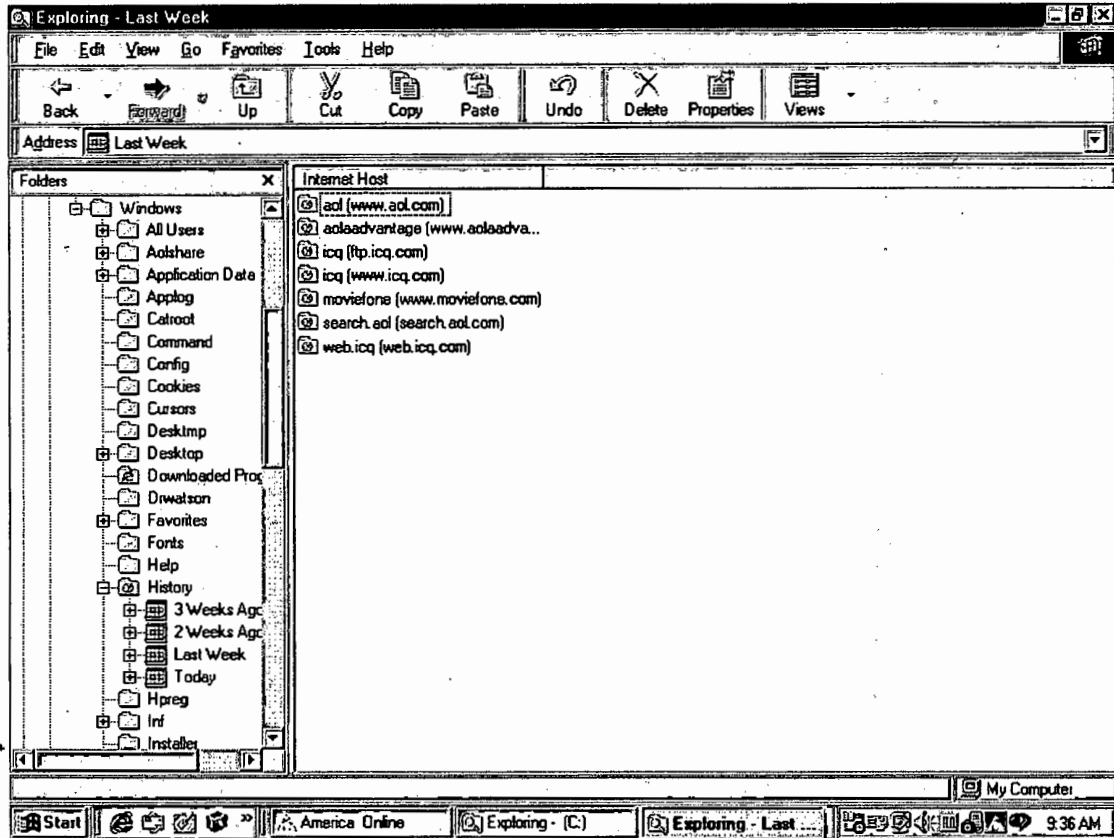 Exploring - Last Week
File Edit View Go Favorites Tools Help
Back Forward Up Cut Copy Paste Undo Delete Properties Views
Address Last Week
Folders
Windows
All Users
Aolshare
Application Data
Applog
Catroot
Command
Config
Cookies
Cursors
Desktmp
Desktop
Downloaded Prog
Drwatson
Favorites
Fonts
Help
History
3 Weeks Ago
2 Weeks Ago
Last Week
Today
Hpreg
Inf
Installer
Internet Host
aol (www.aol.com)
aolaadvantage (www.aolaadva...
icq (ftp.icq.com)
icq (www.icq.com)
moviefone (www.moviefone.com)
search.aol (search.aol.com)
web.icq (web.icq.com)
My Computer
Start America Online Exploring - (C:) Exploring - Last ... 9:36 AM